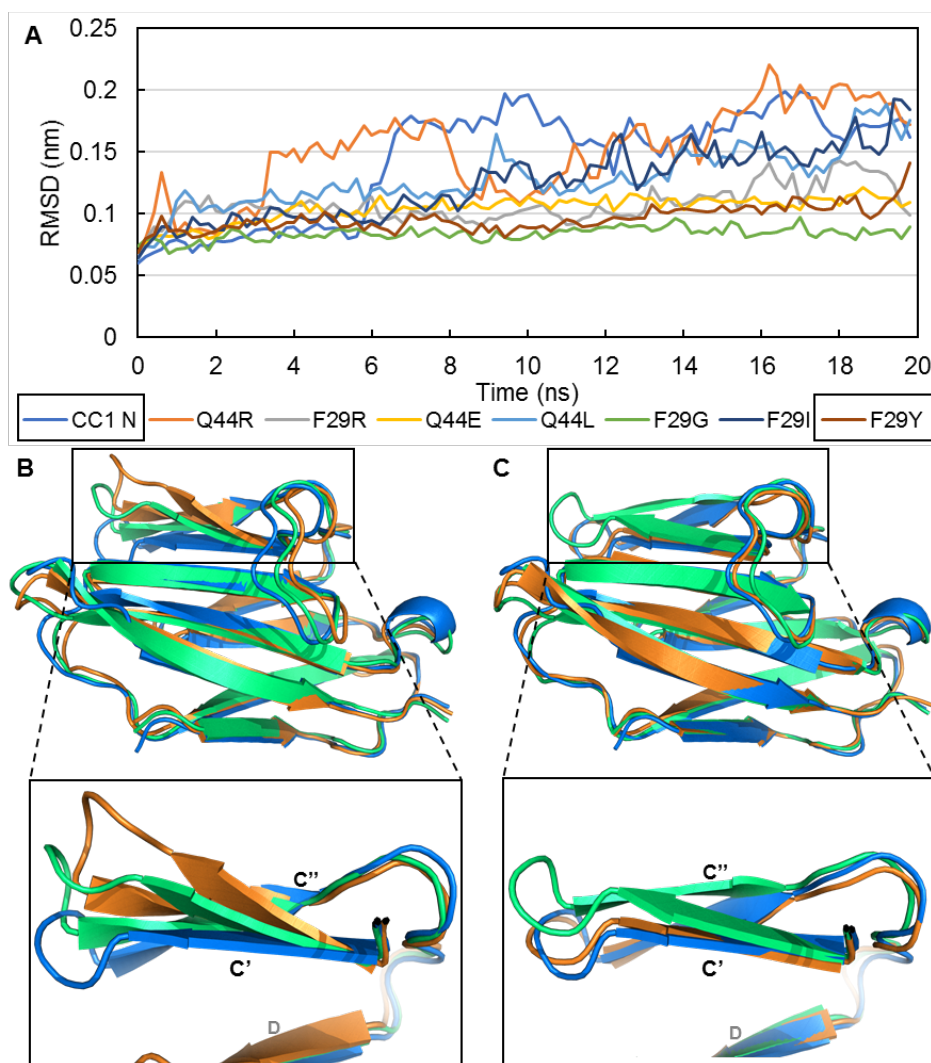 A
0.25
0.2
0.15
0.1
0.05
0
RMSD (nm)
0 2 4 6 8 10 12 14 16 18 20
Time (ns)
CC1 N Q44R F29R Q44E Q44L F29G F29I F29Y
B C
C’’ C’’
C’ C’
D D